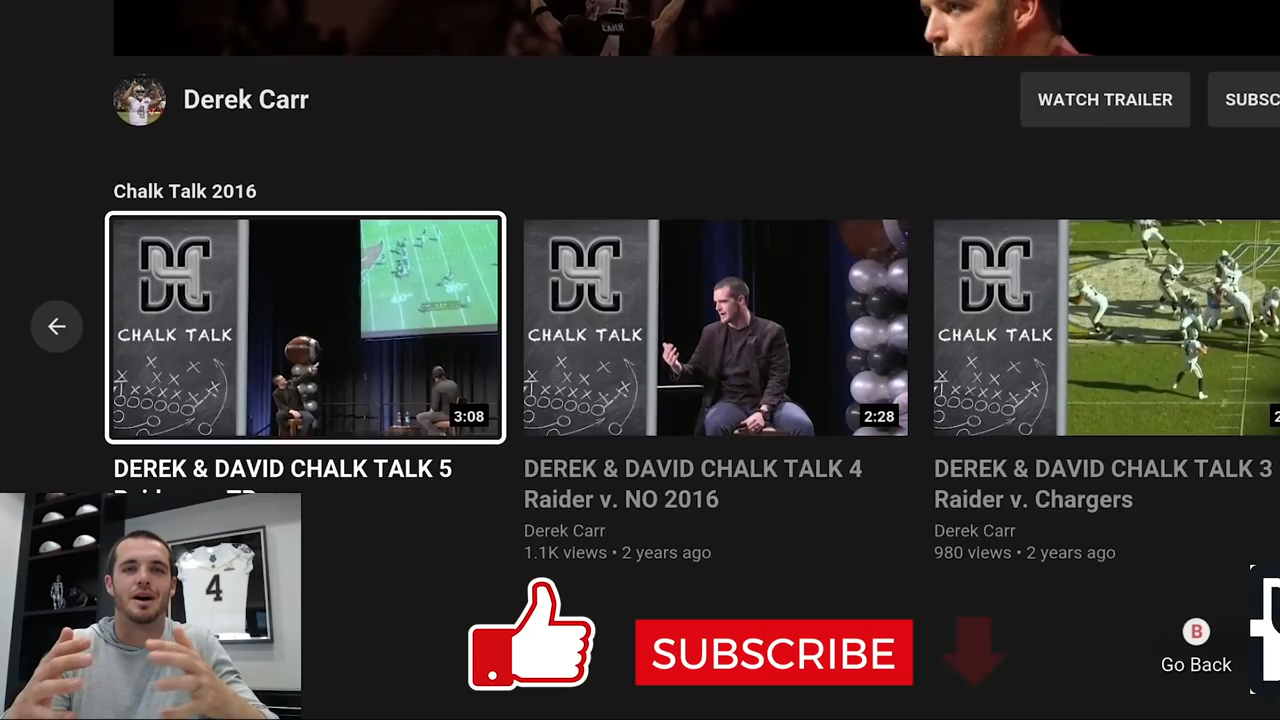 CARR
4
Derek Carr
WATCH TRAILER
SUBSC
Chalk Talk 2016
CHALK TALK
3:08
CHALK TALK
2:28
CHALK TALK
2
DEREK & DAVID CHALK TALK 5
DEREK & DAVID CHALK TALK 4
Raider v. NO 2016
Derek Carr
1.1K views • 2 years ago
DEREK & DAVID CHALK TALK 3
Raider v. Chargers
Derek Carr
980 views • 2 years ago
4
SUBSCRIBE
B
Go Back